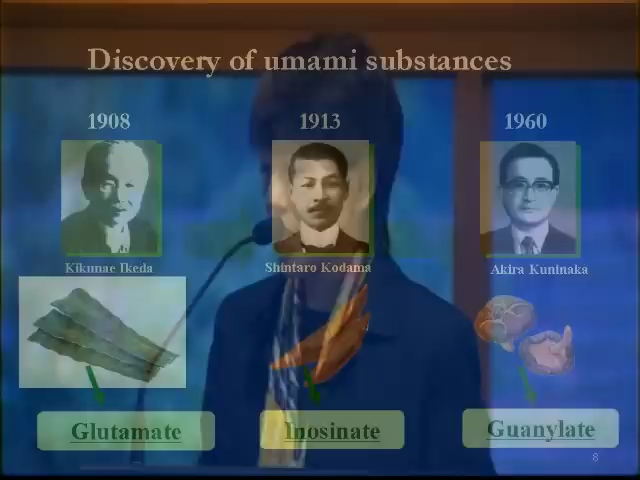 Discovery of umami substances
1908 1913 1960
Kikunae Ikeda Shintaro Kodama Akira Kuninaka
Glutamate Inosinate Guanylate
8